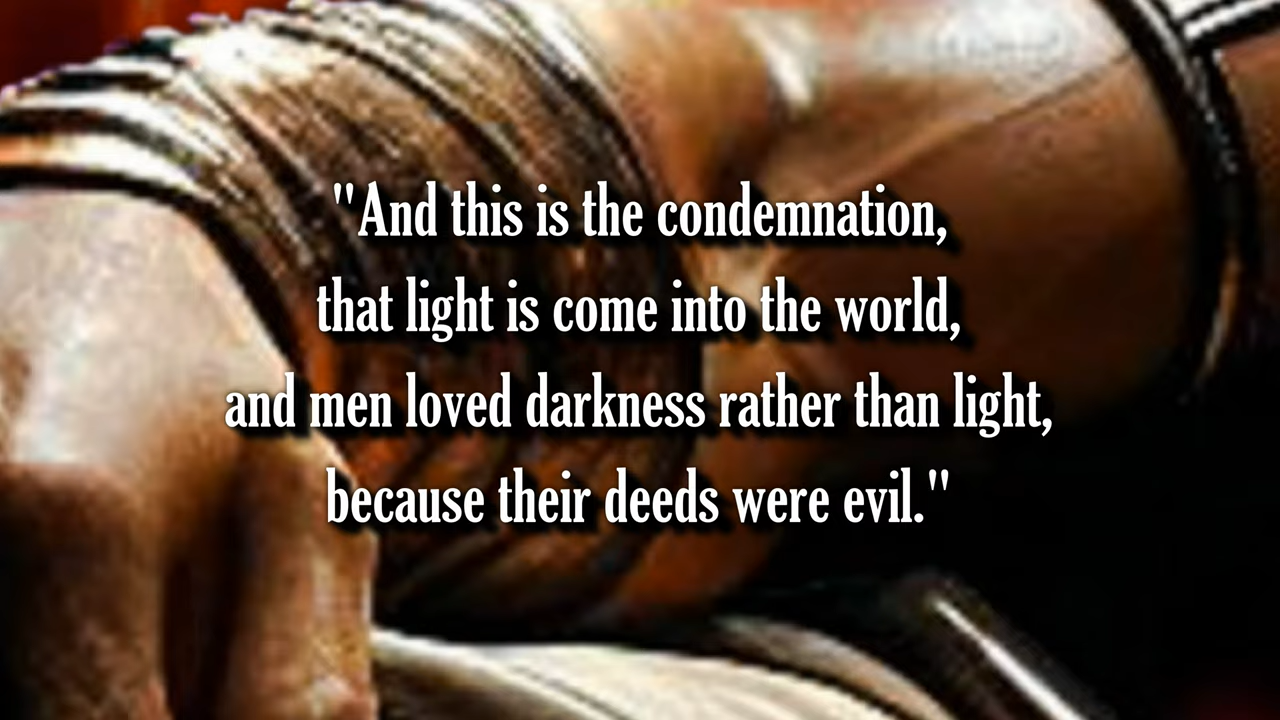 "And this is the condemnation,
that light is come into the world,
and men loved darkness rather than light,
because their deeds were evil."